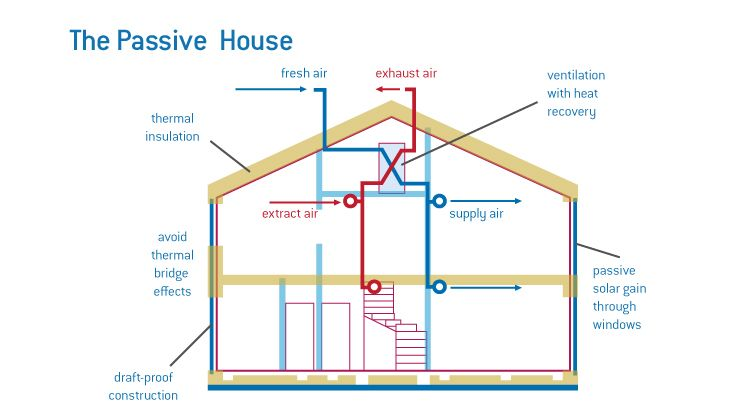 The Passive House
fresh air
exhaust air
ventilation
with heat
recovery
thermal
insulation
extract air
supply air
avoid
thermal
bridge
effects
passive
solar gain
through
windows
draft-proof
construction